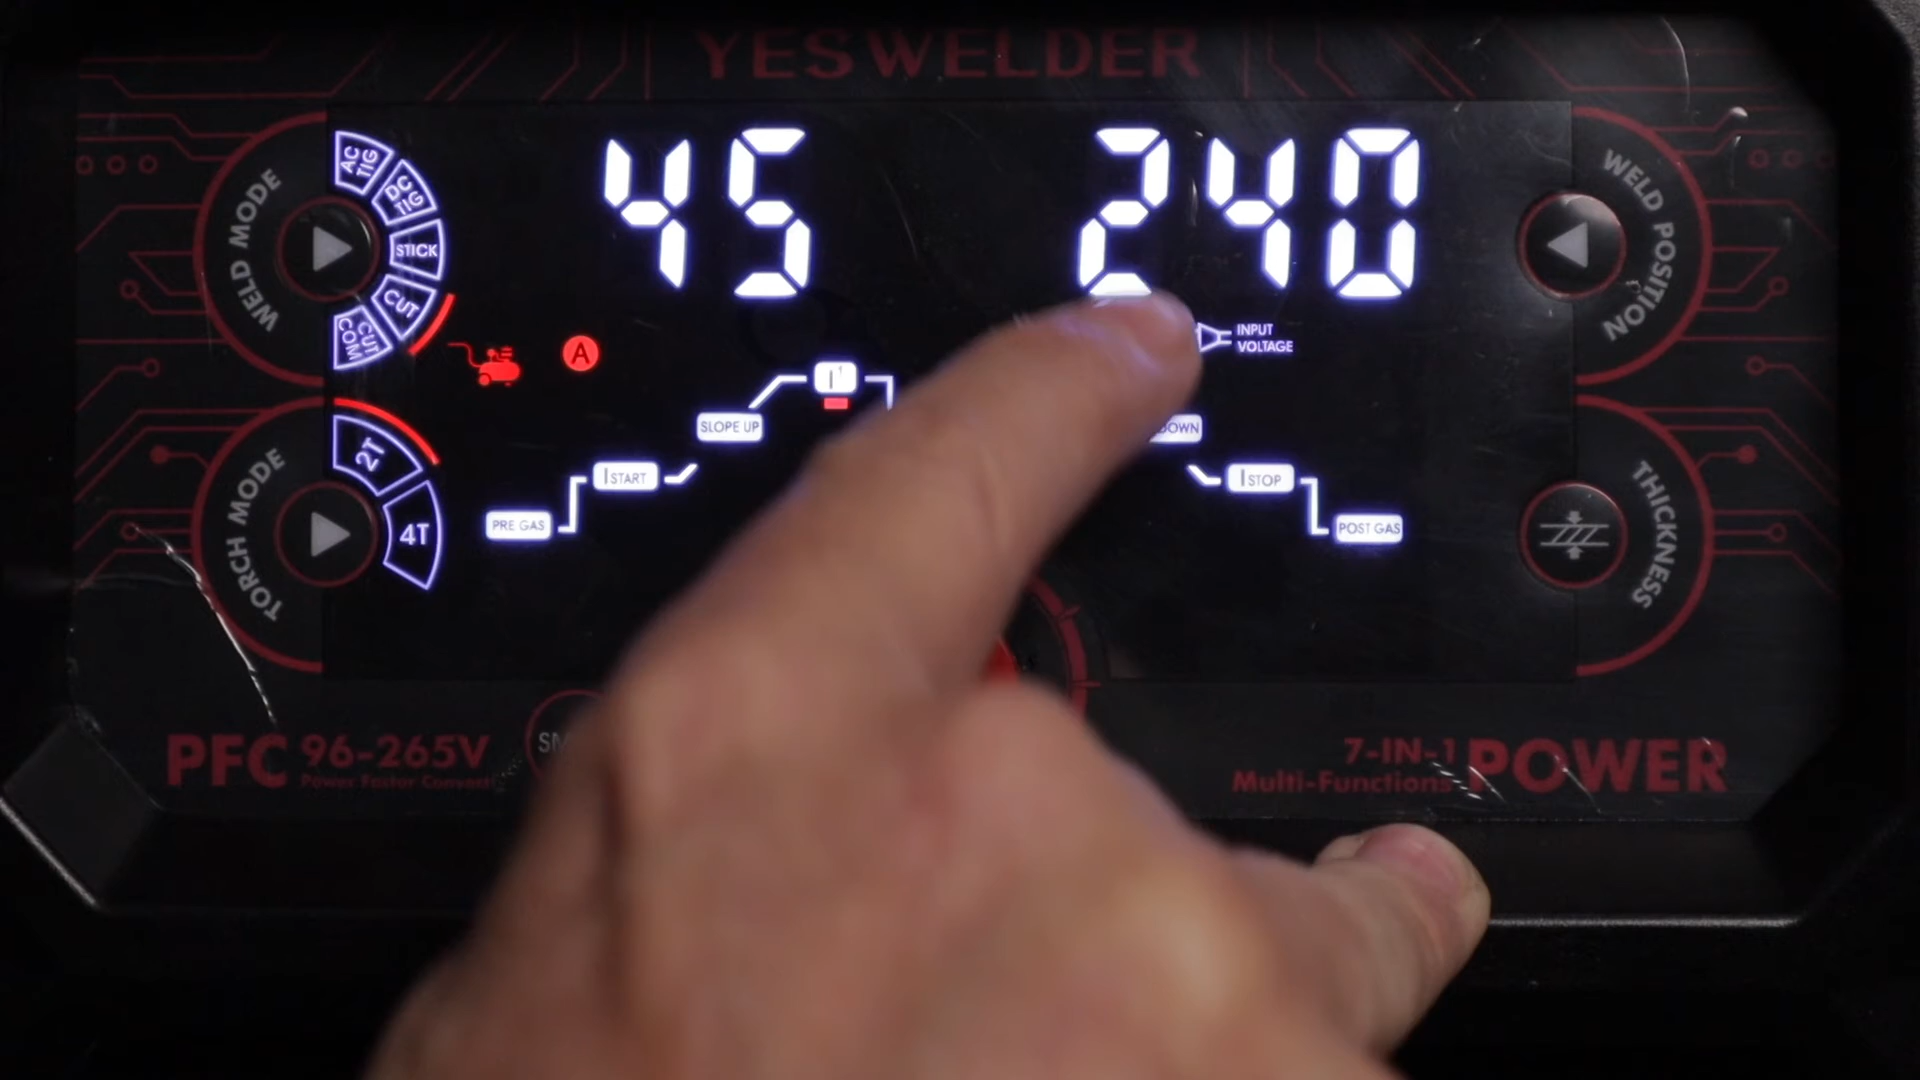 YESWELDER
WELD MODE
AC TIG
DC TIG
STICK
CUT
CUT COM
45
240
WELD POSITION
A
INPUT
VOLTAGE
I
SLOPE UP
DOWN
I START
I STOP
PRE GAS
POST GAS
TORCH MODE
2T
4T
THICKNESS
PFC 96-265V
Power Factor
SM
7-IN-1
Multi-Functions
POWER